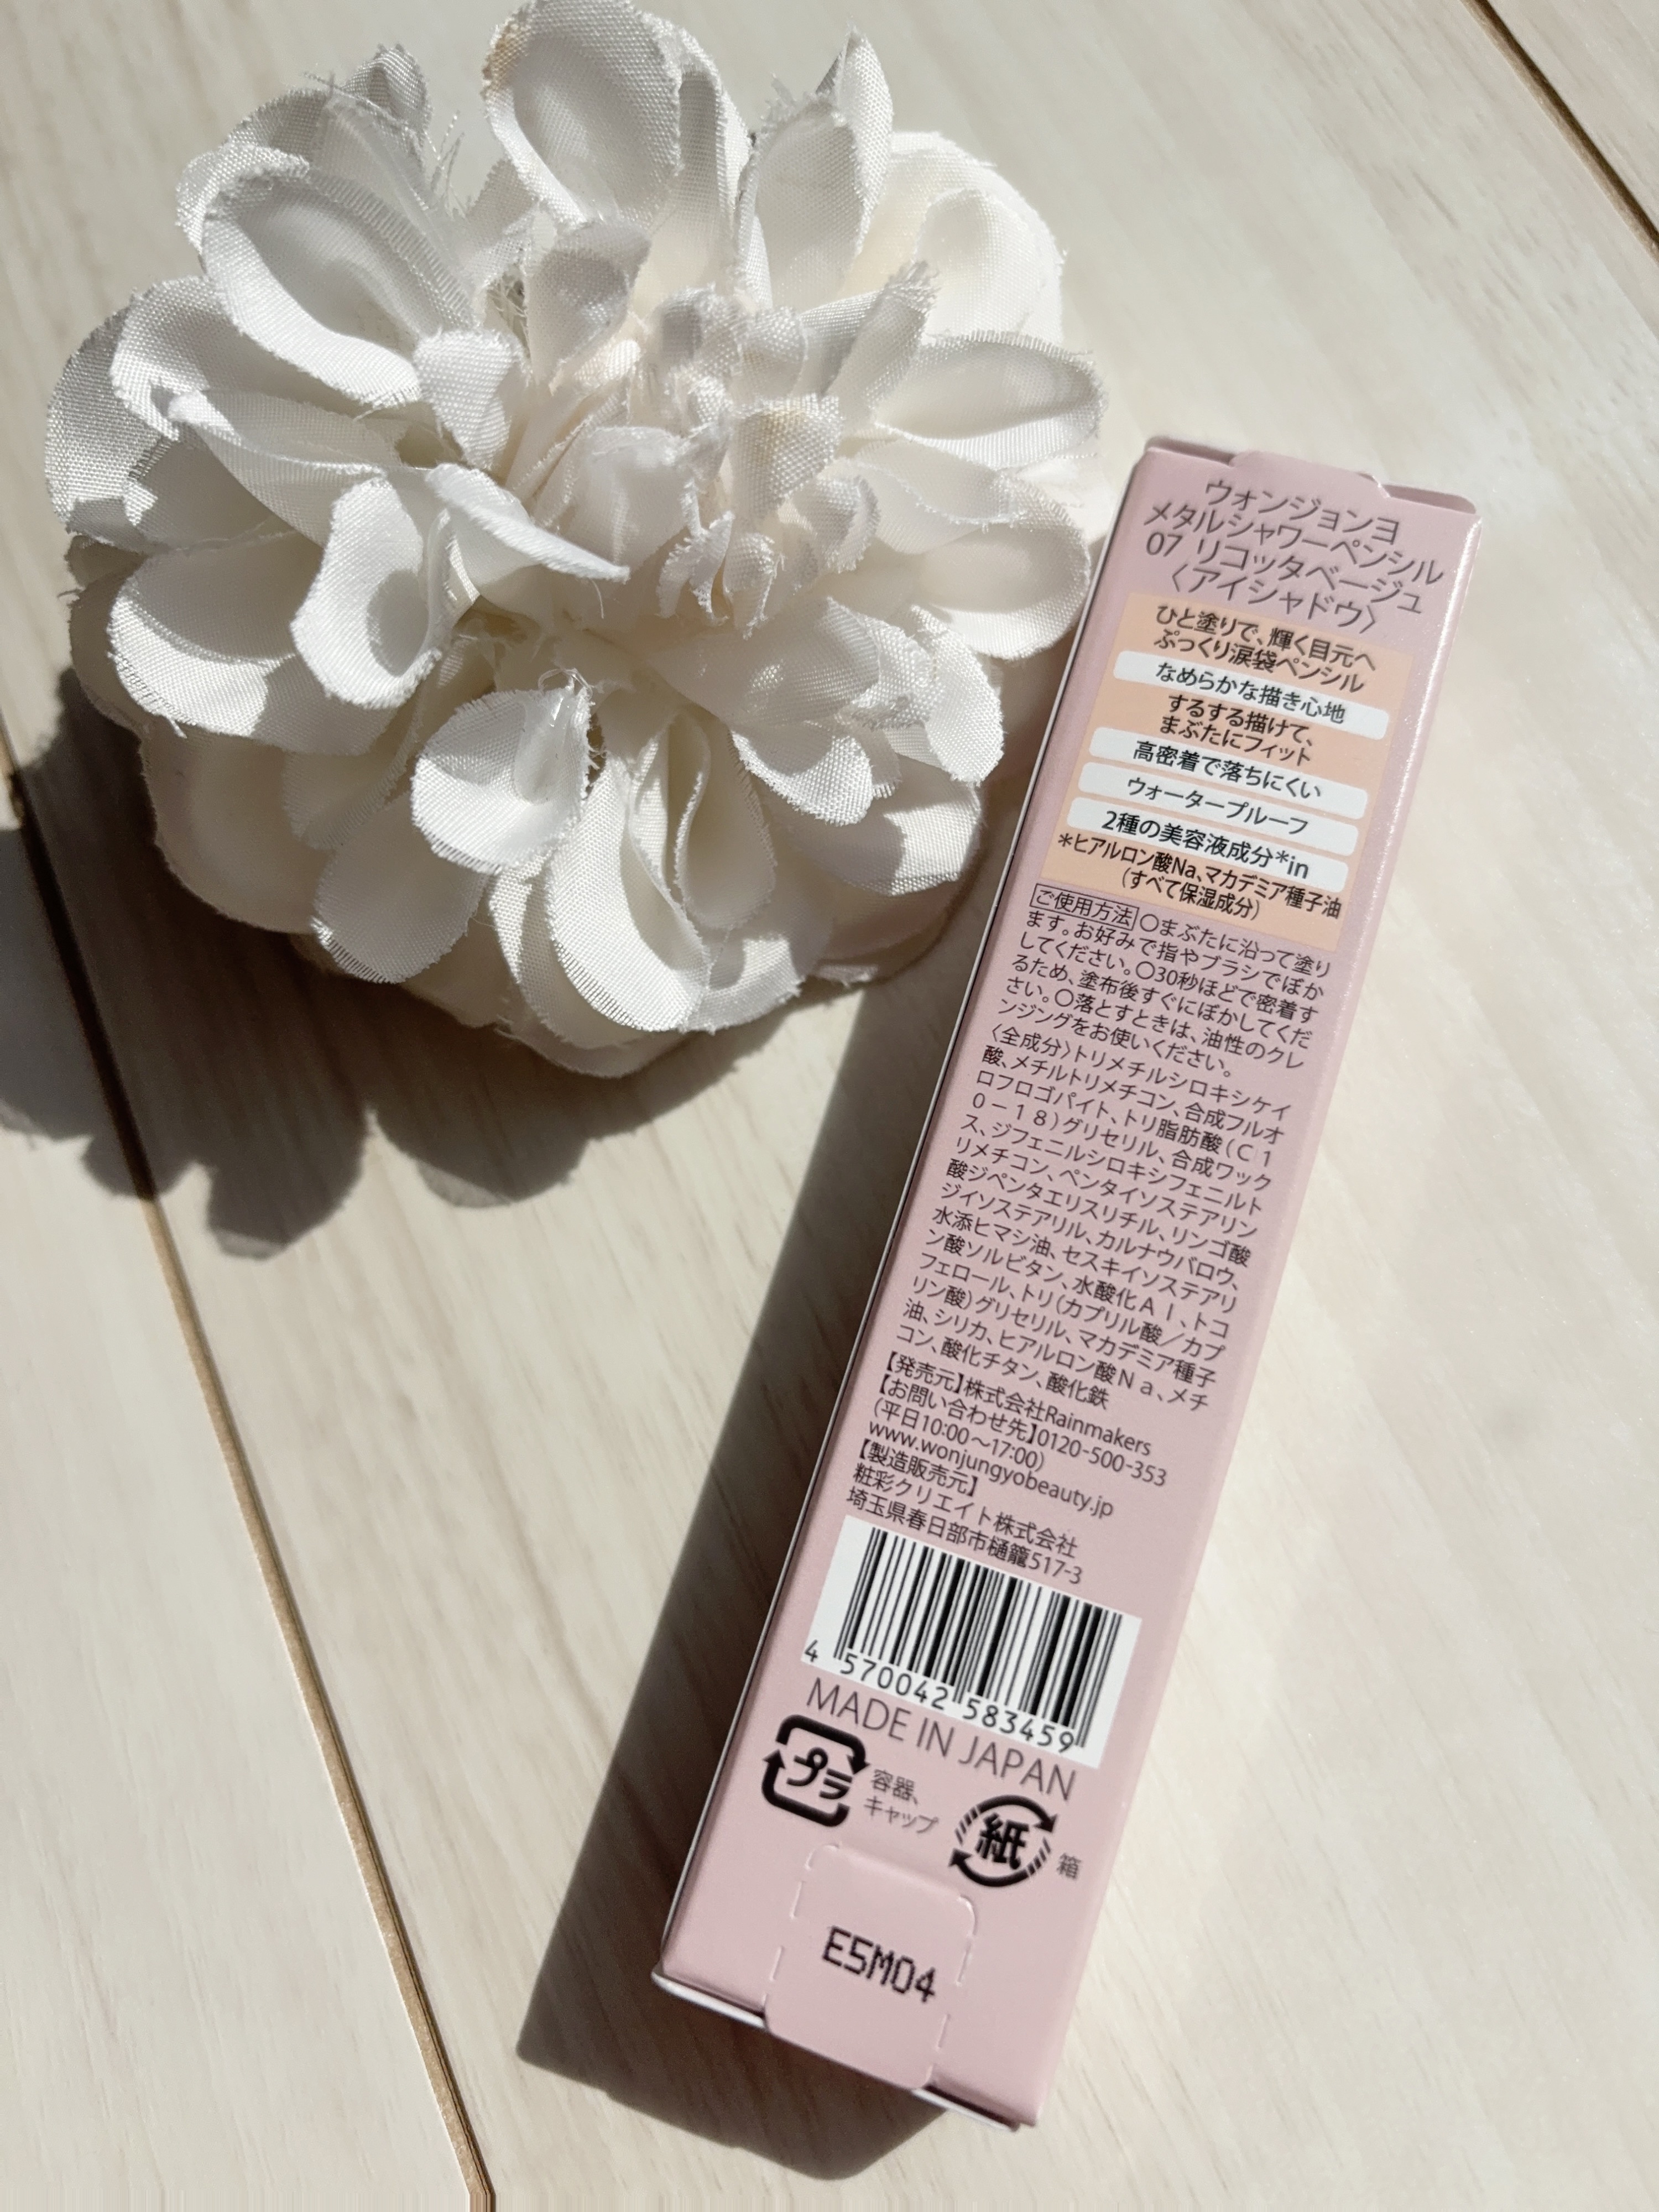 ウォンジョンヨ
メタルシャワーペンシル
07 リコッタベージュ
〈アイシャドウ〉
ひと塗りで、輝く目元へ
ぷっくり涙袋ペンシル
なめらかな描き心地
するする描けて、
まぶたにフィット
高密着で落ちにくい
ウォータープルーフ
2種の美容液成分*in
*ヒアルロン酸Na、マカデミア種子油
(すべて保湿成分)
ご使用方法 〇まぶたに沿って塗り
ます。お好みで指やブラシでぼか
してください。〇30秒ほどで密着す
るため、塗布後すぐにぼかしてくだ
さい。〇落とすときは、油性のクレ
ンジングをお使いください。
〈全成分〉トリメチルシロキシケイ
酸、メチルトリメチコン、合成フルオ
ロフロゴパイト、トリ脂肪酸(C1
0-18)グリセリル、合成ワック
ス、ジフェニルシロキシフェニルト
リメチコン、ペンタイソステアリン
酸ジペンタエリスリチル、リンゴ酸
ジイソステアリル、カルナウバロウ、
水添ヒマシ油、セスキイソステアリ
ン酸ソルビタン、水酸化Al、トコ
フェロール、トリ(カプリル酸/カプ
リン酸)グリセリル、マカデミア種子
油、シリカ、ヒアルロン酸Na、メチ
コン、酸化チタン、酸化鉄
【発売元】株式会社Rainmakers
【お問い合わせ先】0120-500-353
(平日10:00〜17:00)
www.wonjungyobeauty.jp
【製造販売元】
粧彩クリエイト株式会社
埼玉県春日部市樋籠517-3
4 570042 583459
MADE IN JAPAN
プラ 容器、
キャップ
紙 箱
E5M04